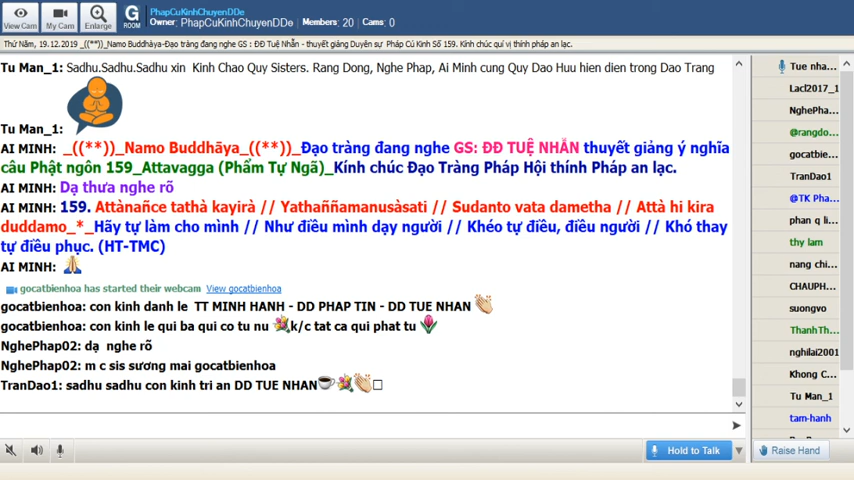 PhapCuKinhChuyenDDe
Owner: PhapCuKinhChuyenDDe Members: 20 Cams: 0
View Cam
My Cam
Enlarge
G
ROOM
Thứ Năm, 19.12.2019 _((**)_Namo Buddhàya-Đạo tràng đang nghe GS : ĐĐ Tuệ Nhẫn - thuyết giảng Duyên sự Pháp Cú Kinh Số 159. Kính chúc quí vị thính pháp an lạc.
Tu Man_1: Sadhu.Sadhu.Sadhu xin Kinh Chao Quy Sisters. Rang Dong, Nghe Phap, Ai Minh cung Quy Dao Huu hien dien trong Dao Trang
Tu Man_1:
AI MINH: _((**))_Namo Buddhāya_((**))_Đạo tràng đang nghe GS: ĐĐ TUỆ NHẪN thuyết giảng ý nghĩa
câu Phật ngôn 159_Attavagga (Phẩm Tự Ngã)_Kính chúc Đạo Tràng Pháp Hội thính Pháp an lạc.
AI MINH: Dạ thưa nghe rõ
AI MINH: 159. Attànañce tathà kayirà // Yathaññamanusàsati // Sudanto vata dametha // Attà hi kira
duddamo_*_Hãy tự làm cho mình // Như điều mình dạy người // Khéo tự điều, điều người // Khó thay
tự điều phục. (HT-TMC)
AI MINH:
gocatbienhoa has started their webcam View gocatbienhoa
gocatbienhoa: con kinh danh le TT MINH HANH - DD PHAP TIN - DD TUE NHAN
gocatbienhoa: con kinh le qui ba qui co tu nu k/c tat ca qui phat tu
NghePhap02: dạ nghe rõ
NghePhap02: m c sis sương mai gocatbienhoa
TranDao1: sadhu sadhu con kinh tri an DD TUE NHAN
Hold to Talk
Tue nha...
Lacl2017_1
NghePha...
@rangdo...
gocatbie...
TranDao1
@TK Pha...
phan q li...
thy lam
nang chi...
CHAUPH...
suongvo
ThanhTh...
nghilai2001
Khong C...
Tu Man_1
tam-hanh
Raise Hand